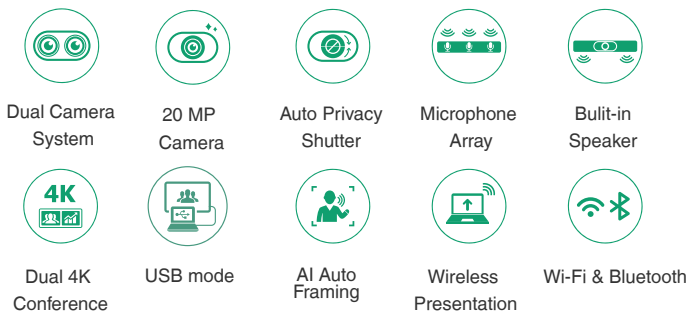 Dual Camera
System
20 MP
Camera
Auto Privacy
Shutter
Microphone
Array
Bulit-in
Speaker
4K
Dual 4K
Conference
USB mode
AI Auto
Framing
Wireless
Presentation
Wi-Fi & Bluetooth